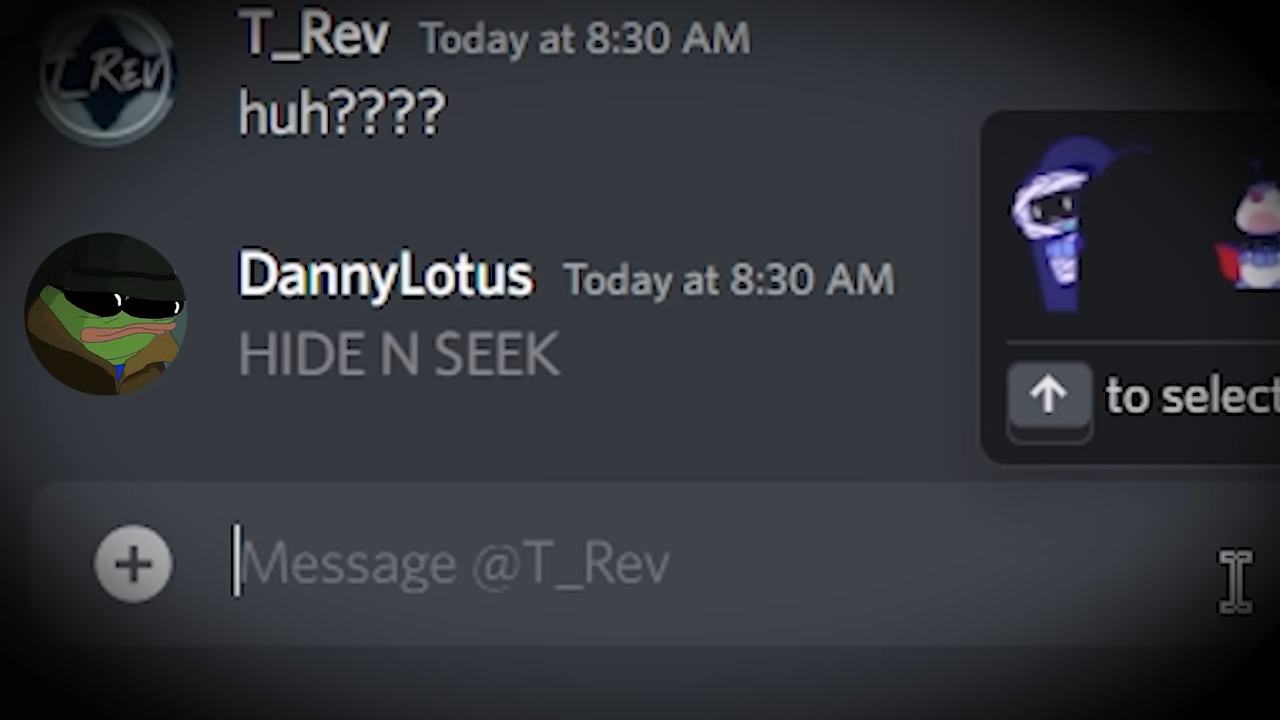 T_REV
T_Rev Today at 8:30 AM
huh????
DannyLotus Today at 8:30 AM
HIDE N SEEK
to select
Message @T_Rev